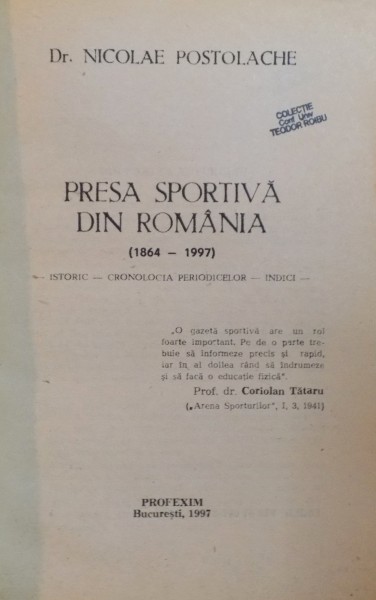 Dr. NICOLAE POSTOLACHE
COLECTIE
Conf. Univ
TEODOR ROIBU
PRESA SPORTIVĂ
DIN ROMÂNIA
(1864 — 1997)
— ISTORIC — CRONOLOCIA PERIODICELOR — INDICI —
„O gazetă sportivă are un rol
foarte important. Pe de o parte tre-
buie să informeze precis și rapid,
iar în al doilea rând să îndrumeze
și să facă o educație fizică".
Prof. dr. Coriolan Tătaru
(„Arena Sporturilor", I, 3, 1941)
PROFEXIM
București, 1997